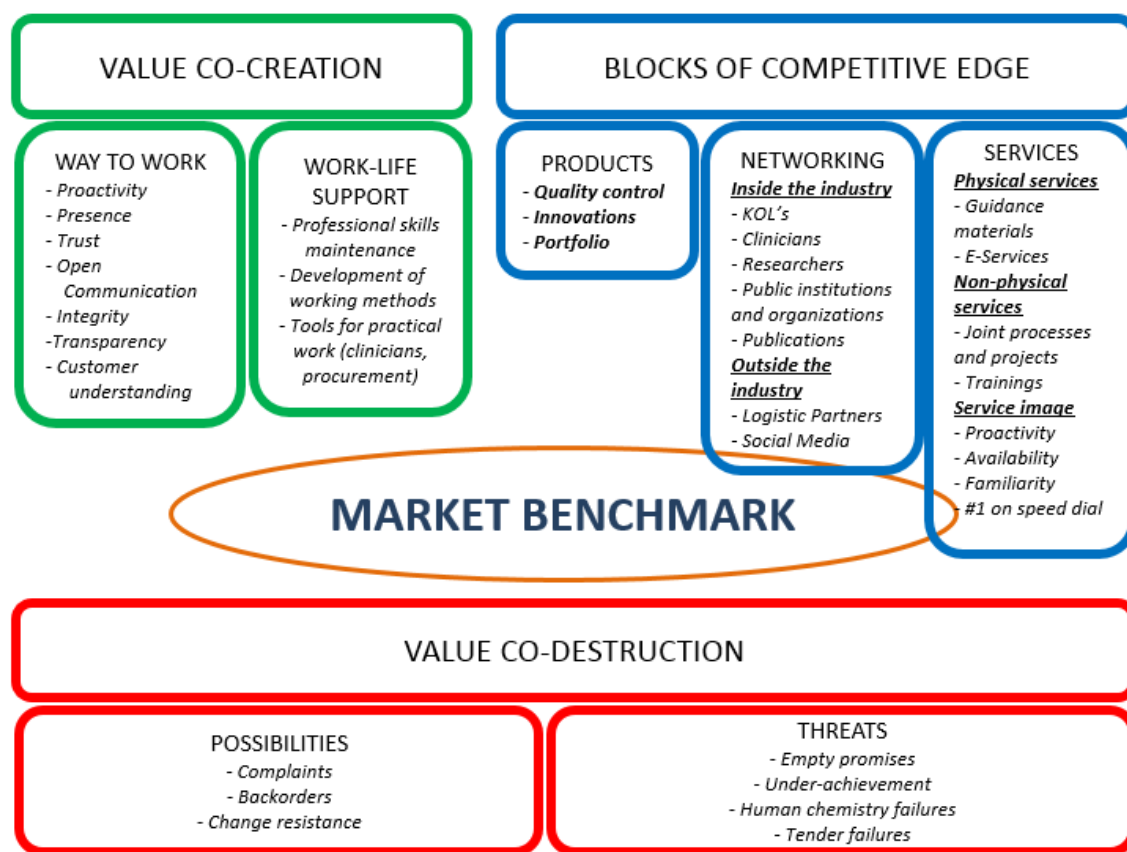 VALUE CO-CREATION
WAY TO WORK
- Proactivity
- Presence
- Trust
- Open
Communication
- Integrity
-Transparency
- Customer
understanding
WORK-LIFE
SUPPORT
- Professional skills
maintenance
- Development of
working methods
- Tools for practical
work (clinicians,
procurement)
BLOCKS OF COMPETITIVE EDGE
PRODUCTS
- Quality control
- Innovations
- Portfolio
NETWORKING
Inside the industry
- KOL's
- Clinicians
- Researchers
- Public institutions
and organizations
- Publications
Outside the
industry
- Logistic Partners
- Social Media
SERVICES
Physical services
- Guidance
materials
- E-Services
Non-physical
services
- Joint processes
and projects
- Trainings
Service image
- Proactivity
- Availability
- Familiarity
- #1 on speed dial
MARKET BENCHMARK
VALUE CO-DESTRUCTION
POSSIBILITIES
- Complaints
- Backorders
- Change resistance
THREATS
- Empty promises
- Under-achievement
- Human chemistry failures
- Tender failures